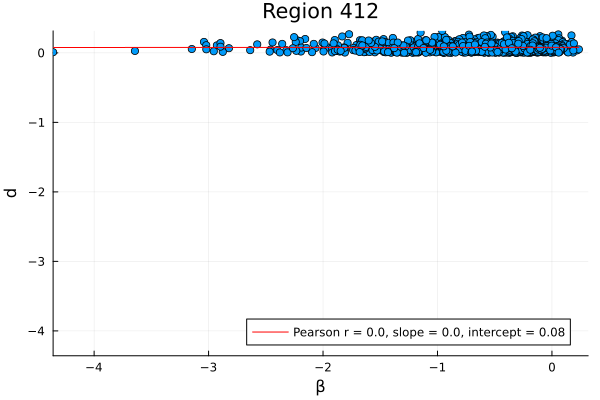 Region 412
0
−1
−2
−3
−4
d
Pearson r = 0.0, slope = 0.0, intercept = 0.08
−4 −3 −2 −1 0
β